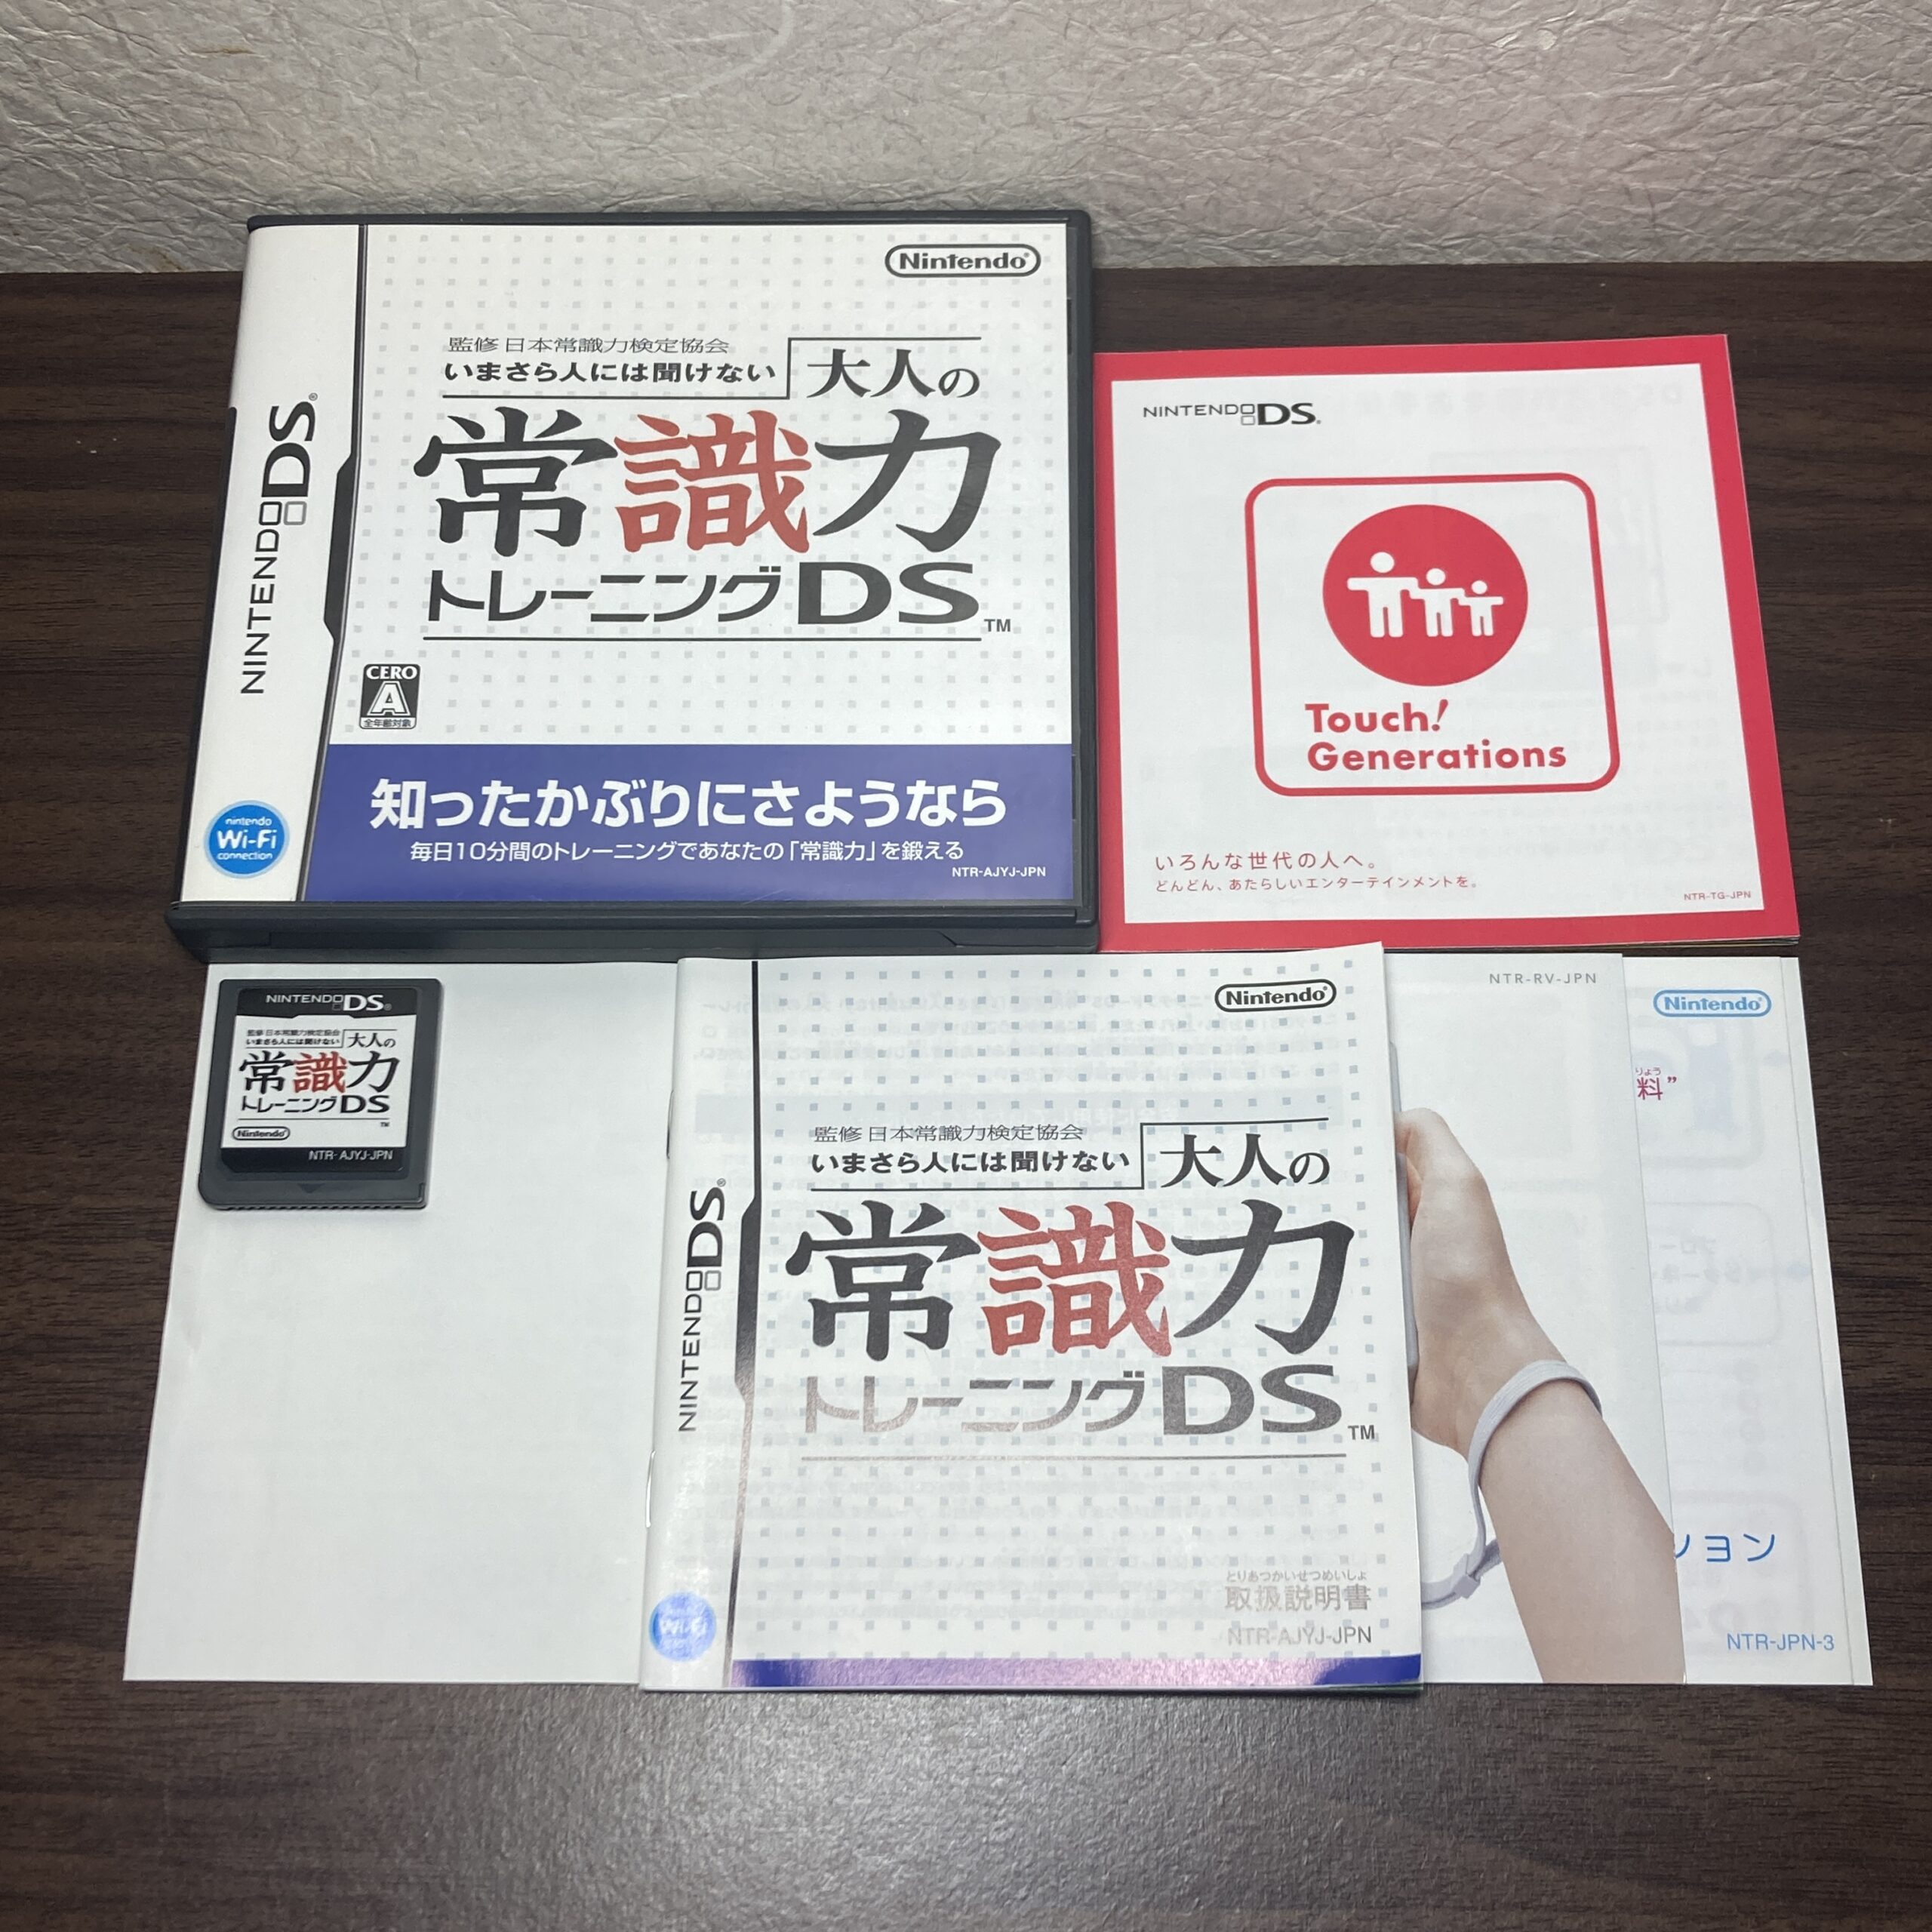 Nintendo®
監修 日本常識力検定協会
いまさら人には聞けない
大人の
常識力
トレーニングDS™
NINTENDO DS®
CERO
A
全年齢対象
nintendo
Wi-Fi
connection
知ったかぶりにさようなら
毎日10分間のトレーニングであなたの「常識力」を鍛える
NTR-AJYJ-JPN
NINTENDO DS®
Touch!
Generations
いろんな世代の人へ。
どんどん、あたらしいエンターテインメントを。
NTR-TG-JPN
NINTENDO DS®
監修 日本常識力検定協会
いまさら人には聞けない
大人の
常識力
トレーニングDS™
Nintendo
NTR-AJYJ-JPN
Nintendo®
監修 日本常識力検定協会
いまさら人には聞けない
大人の
常識力
トレーニングDS™
NINTENDO DS®
Wi-Fi
とりあつかいせつめいしょ
取扱説明書
NTR-AJYJ-JPN
NTR-RV-JPN
Nintendo®
りょう
料”
ション
NTR-JPN-3